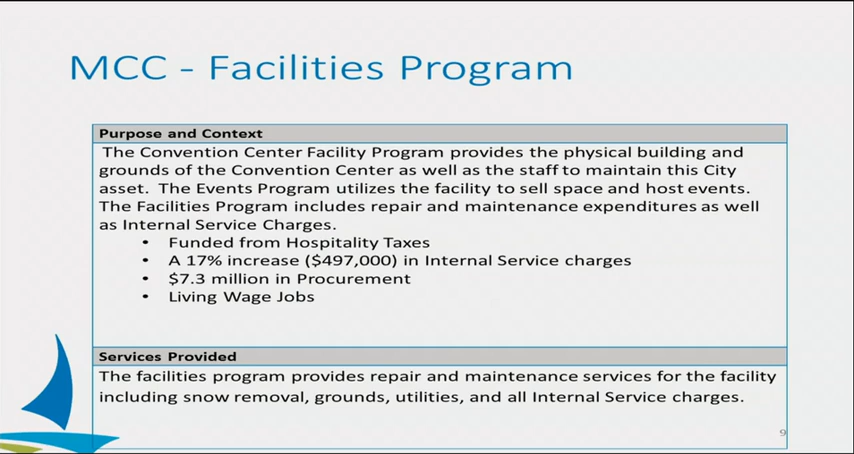 MCC - Facilities Program
Purpose and Context
The Convention Center Facility Program provides the physical building and
grounds of the Convention Center as well as the staff to maintain this City
asset. The Events Program utilizes the facility to sell space and host events.
The Facilities Program includes repair and maintenance expenditures as well
as Internal Service Charges.
• Funded from Hospitality Taxes
• A 17% increase ($497,000) in Internal Service charges
• $7.3 million in Procurement
• Living Wage Jobs
Services Provided
The facilities program provides repair and maintenance services for the facility
including snow removal, grounds, utilities, and all Internal Service charges.
9